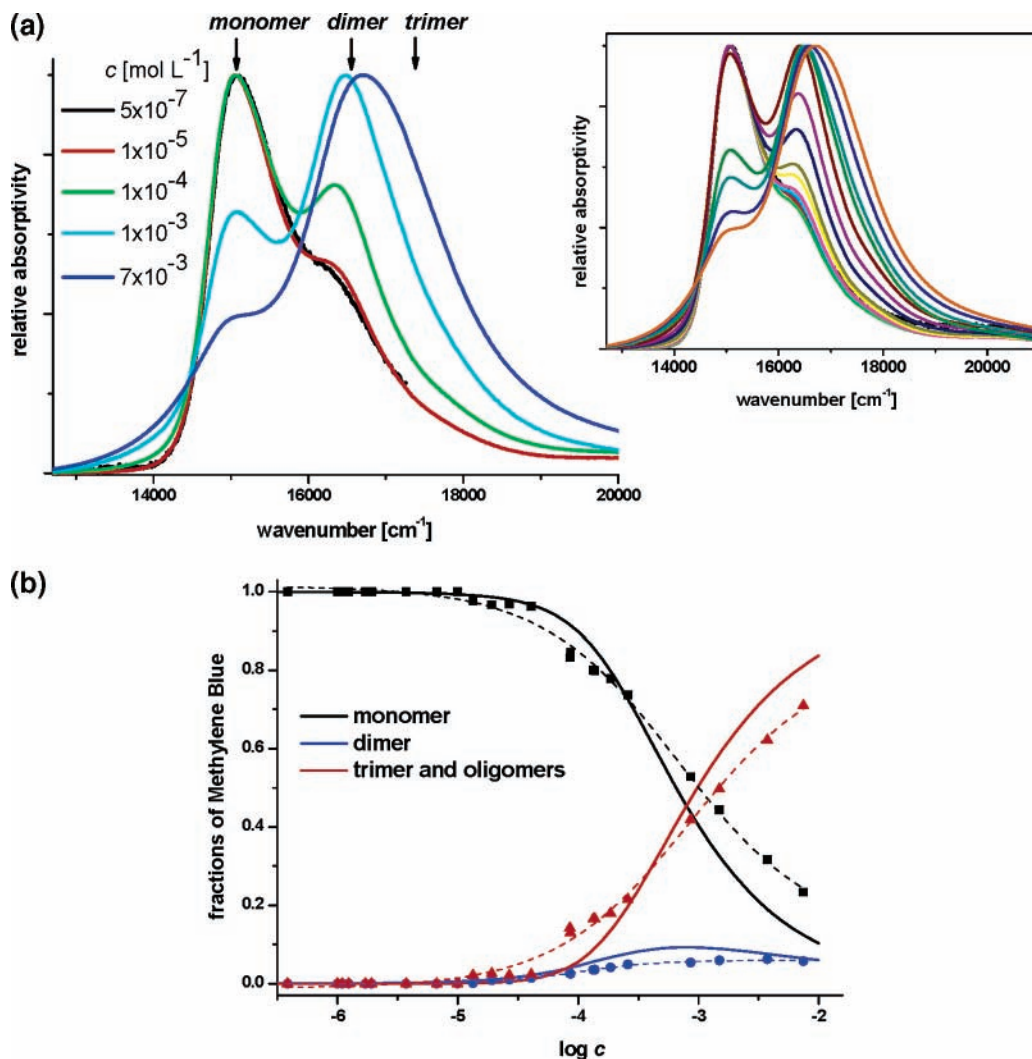 (a)
monomer dimer trimer
c [mol L⁻¹]
5x10⁻⁷
1x10⁻⁵
1x10⁻⁴
1x10⁻³
7x10⁻³
relative absorptivity
14000 16000 18000 20000
wavenumber [cm⁻¹]
relative absorptivity
14000 16000 18000 20000
wavenumber [cm⁻¹]
(b)
fractions of Methylene Blue
1.0
0.8
0.6
0.4
0.2
0.0
monomer
dimer
trimer and oligomers
-6 -5 -4 -3 -2
log c